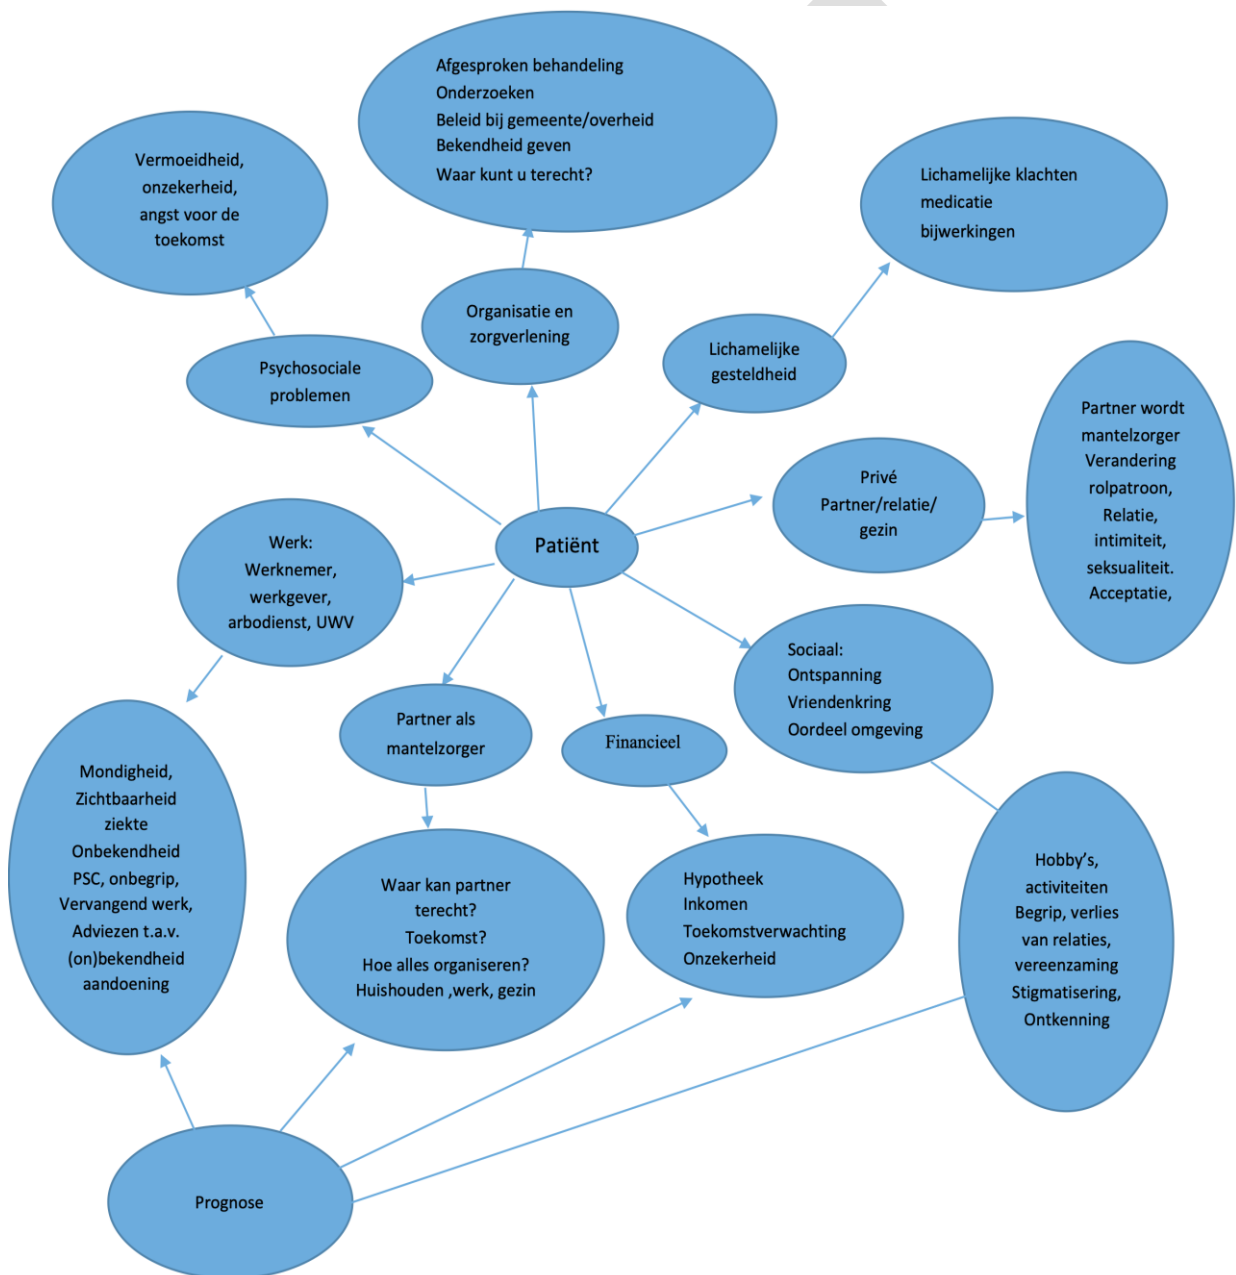 Afgesproken behandeling
Onderzoeken
Beleid bij gemeente/overheid
Bekendheid geven
Waar kunt u terecht?
Vermoeidheid,
onzekerheid,
angst voor de
toekomst
Lichamelijke klachten
medicatie
bijwerkingen
Organisatie en
zorgverlening
Lichamelijke
gesteldheid
Psychosociale
problemen
Partner wordt
mantelzorger
Verandering
rolpatroon,
Relatie,
intimiteit,
seksualiteit.
Acceptatie,
Privé
Partner/relatie/
gezin
Patiënt
Werk:
Werknemer,
werkgever,
arbodienst, UWV
Sociaal:
Ontspanning
Vriendenkring
Oordeel omgeving
Partner als
mantelzorger
Financieel
Mondigheid,
Zichtbaarheid
ziekte
Onbekendheid
PSC, onbegrip,
Vervangend werk,
Adviezen t.a.v.
(on)bekendheid
aandoening
Waar kan partner
terecht?
Toekomst?
Hoe alles organiseren?
Huishouden ,werk, gezin
Hypotheek
Inkomen
Toekomstverwachting
Onzekerheid
Hobby’s,
activiteiten
Begrip, verlies
van relaties,
vereenzaming
Stigmatisering,
Ontkenning
Prognose